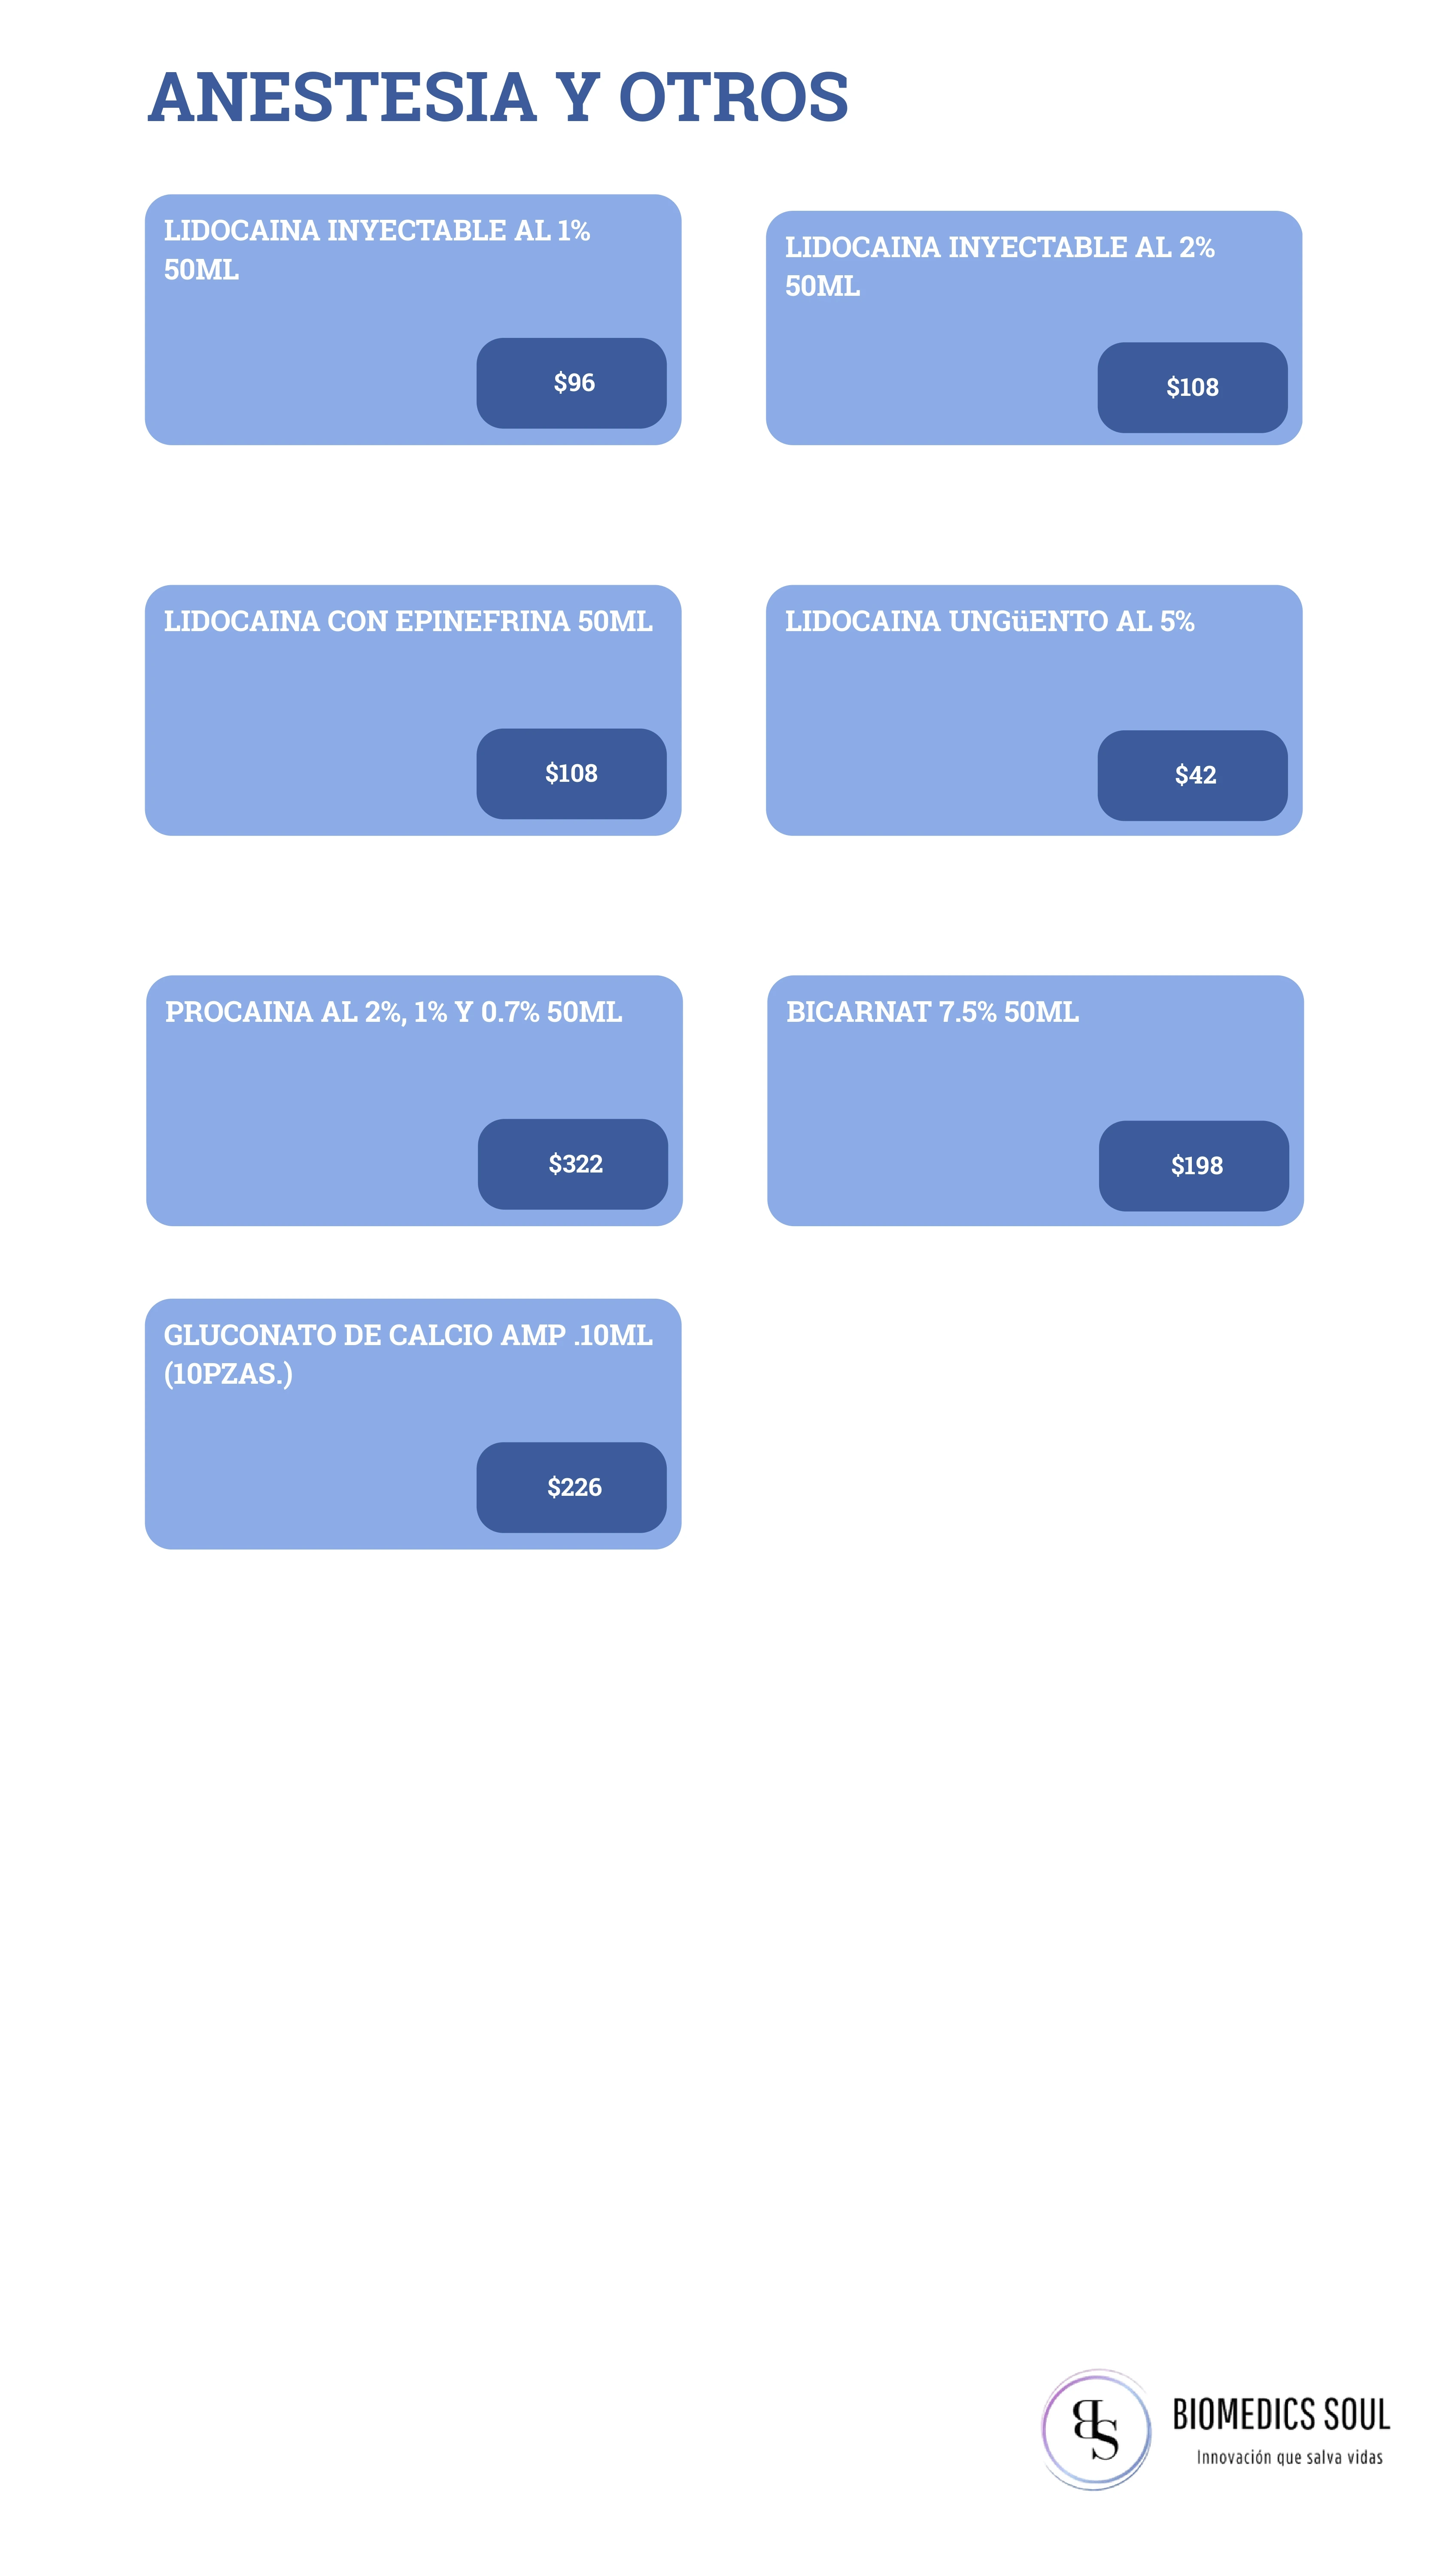 ANESTESIA Y OTROS
LIDOCAINA INYECTABLE AL 1%
50ML
$96
LIDOCAINA INYECTABLE AL 2%
50ML
$108
LIDOCAINA CON EPINEFRINA 50ML
$108
LIDOCAINA UNGüENTO AL 5%
$42
PROCAINA AL 2%, 1% Y 0.7% 50ML
$322
BICARNAT 7.5% 50ML
$198
GLUCONATO DE CALCIO AMP .10ML
(10PZAS.)
$226
BS
BIOMEDICS SOUL
Innovación que salva vidas